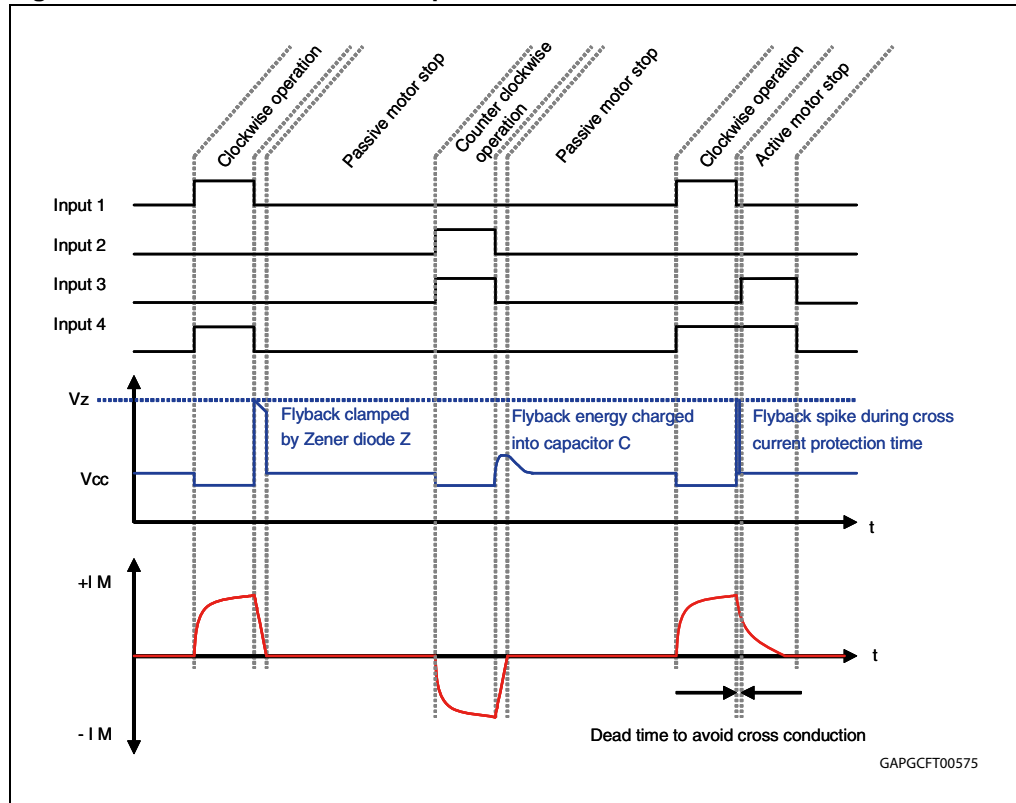 Clockwise operation
Passive motor stop
Counter clockwise
operation
Passive motor stop
Clockwise operation
Active motor stop
Input 1
Input 2
Input 3
Input 4
Vz
Flyback clamped
by Zener diode Z
Flyback energy charged
into capacitor C
Flyback spike during cross
current protection time
Vcc
t
+I M
t
- I M
Dead time to avoid cross conduction
GAPGCFT00575